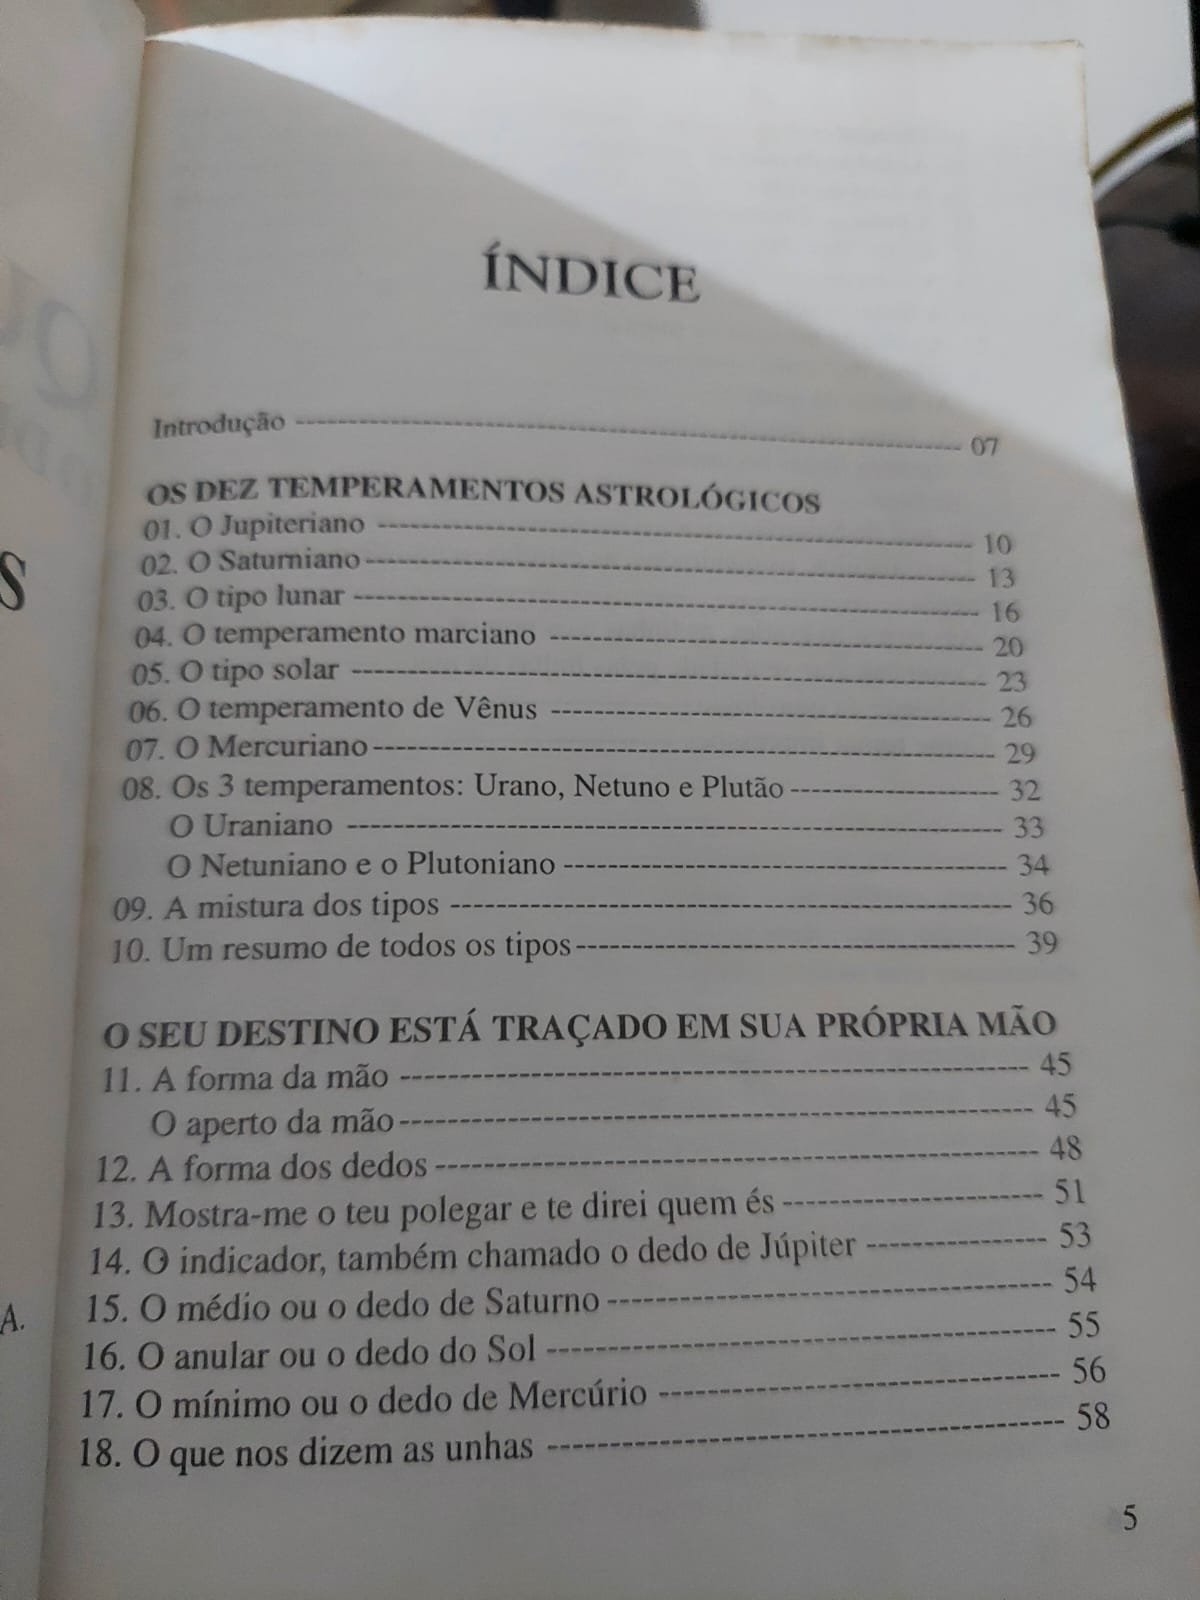 ÍNDICE
Introdução ---------- 07
OS DEZ TEMPERAMENTOS ASTROLÓGICOS
01. O Jupiteriano ---------- 10
02. O Saturniano ---------- 13
03. O tipo lunar ---------- 16
04. O temperamento marciano ---------- 20
05. O tipo solar ---------- 23
06. O temperamento de Vênus ---------- 26
07. O Mercuriano ---------- 29
08. Os 3 temperamentos: Urano, Netuno e Plutão ---------- 32
O Uraniano ---------- 33
O Netuniano e o Plutoniano ---------- 34
09. A mistura dos tipos ---------- 36
10. Um resumo de todos os tipos ---------- 39
O SEU DESTINO ESTÁ TRAÇADO EM SUA PRÓPRIA MÃO
11. A forma da mão ---------- 45
O aperto da mão ---------- 45
12. A forma dos dedos ---------- 48
13. Mostra-me o teu polegar e te direi quem és ---------- 51
14. O indicador, também chamado o dedo de Júpiter ---------- 53
15. O médio ou o dedo de Saturno ---------- 54
16. O anular ou o dedo do Sol ---------- 55
17. O mínimo ou o dedo de Mercúrio ---------- 56
18. O que nos dizem as unhas ---------- 58
5
S
A.